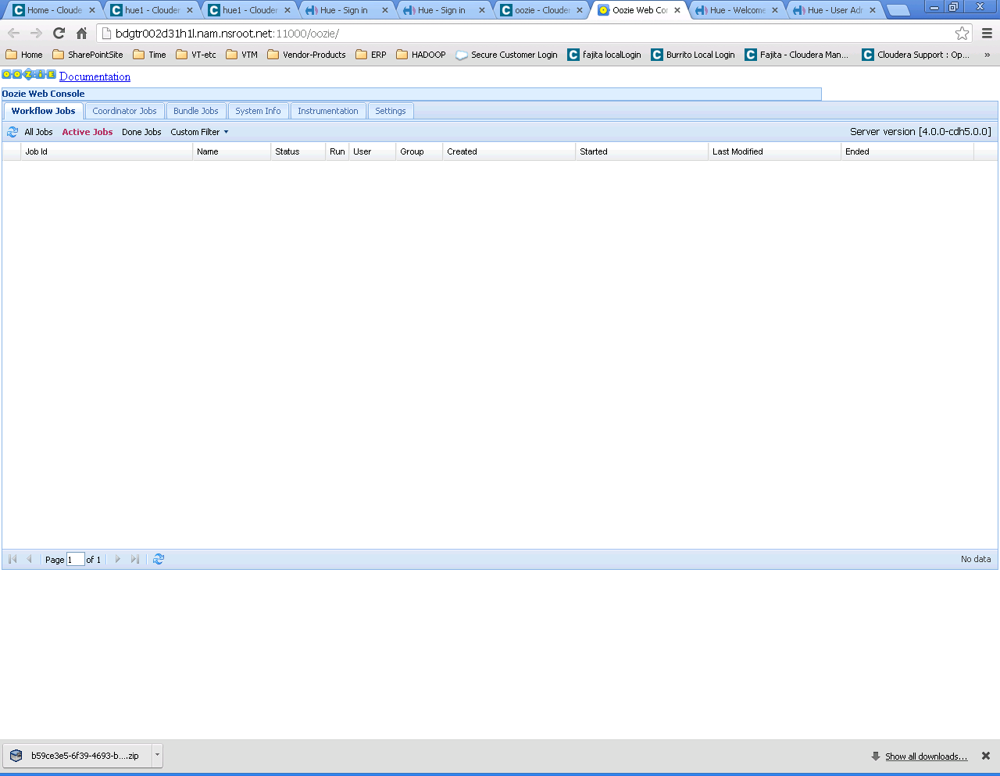 Home - Cloude hue1 - Clouder hue1 - Clouder Hue - Sign in Hue - Sign in oozie - Clouder Oozie Web Co Hue - Welcome Hue - User Ad
bdgtr002d31h1l.nam.nsroot.net:11000/oozie/
Home SharePointSite Time VT-etc VTM Vendor-Products ERP HADOOP Secure Customer Login fajita localLogin Burrito Local Login Fajita - Cloudera Man... Cloudera Support : Op... »
OOZIE Documentation
Oozie Web Console
Workflow Jobs Coordinator Jobs Bundle Jobs System Info Instrumentation Settings
All Jobs Active Jobs Done Jobs Custom Filter Server version [4.0.0-cdh5.0.0]
Job Id Name Status Run User Group Created Started Last Modified Ended
Page 1 of 1 No data
b59ce3e5-6f39-4693-b....zip Show all downloads...